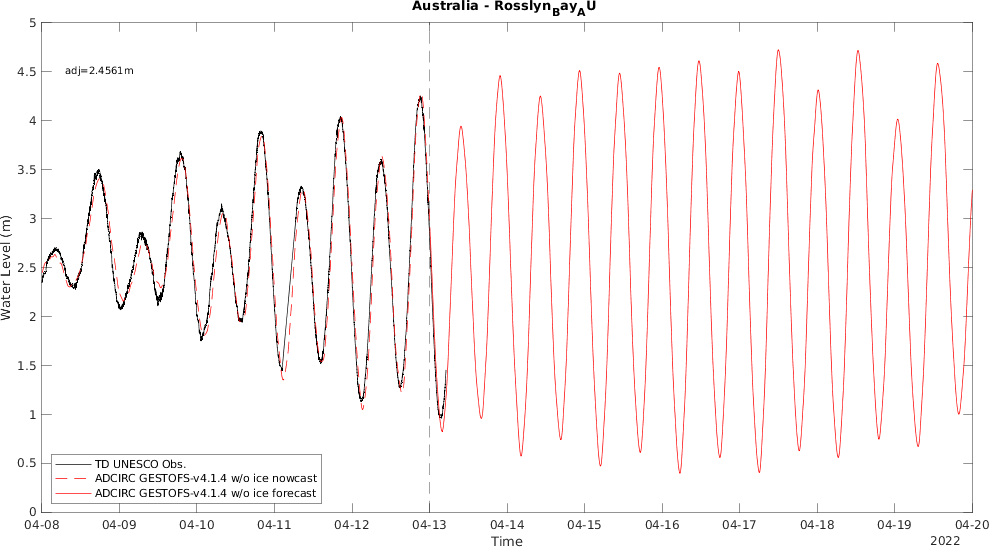 Australia - Rosslyn_Bay_AU
5
4.5
adj=2.4561m
4
3.5
3
2.5
2
1.5
1
0.5
0
Water Level (m)
TD UNESCO Obs.
ADCIRC GESTOFS-v4.1.4 w/o ice nowcast
ADCIRC GESTOFS-v4.1.4 w/o ice forecast
04-08 04-09 04-10 04-11 04-12 04-13 04-14 04-15 04-16 04-17 04-18 04-19 04-20
Time
2022